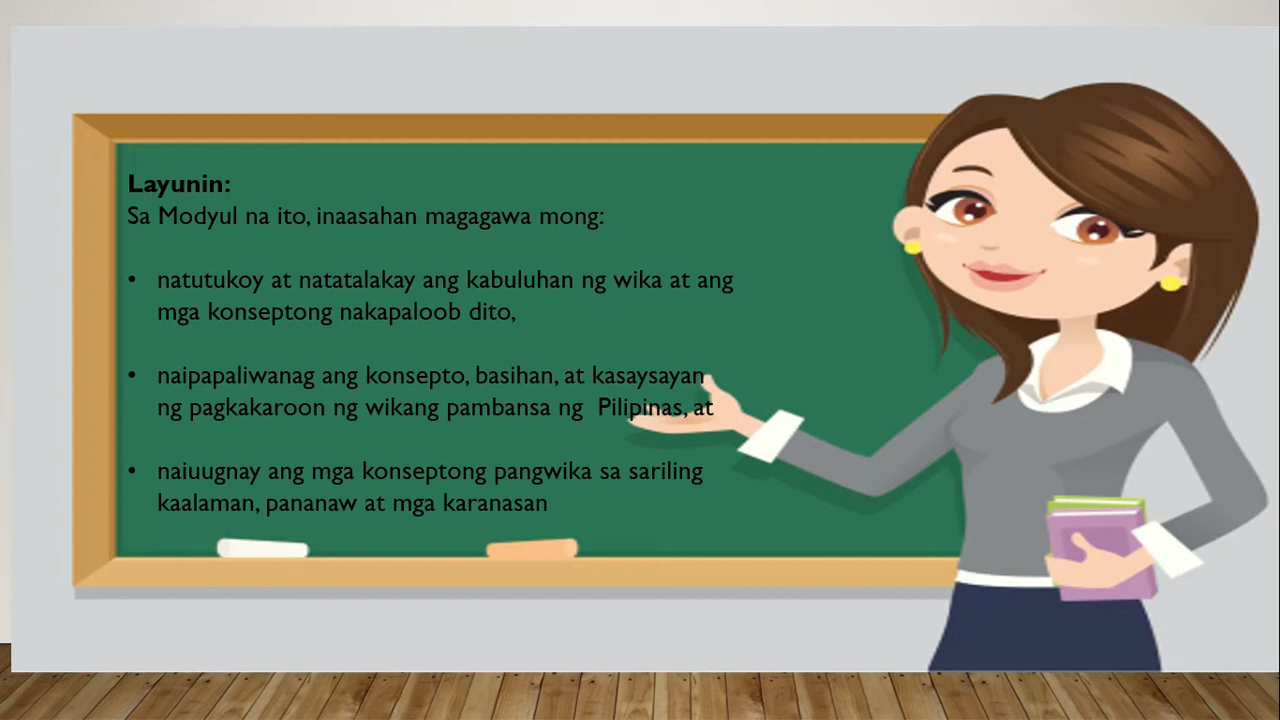 Layunin:
Sa Modyul na ito, inaasahan magagawa mong:
• natutukoy at natatalakay ang kabuluhan ng wika at ang
mga konseptong nakapaloob dito,
• naipapaliwanag ang konsepto, basihan, at kasaysayan
ng pagkakaroon ng wikang pambansa ng Pilipinas, at
• naiuugnay ang mga konseptong pangwika sa sariling
kaalaman, pananaw at mga karanasan